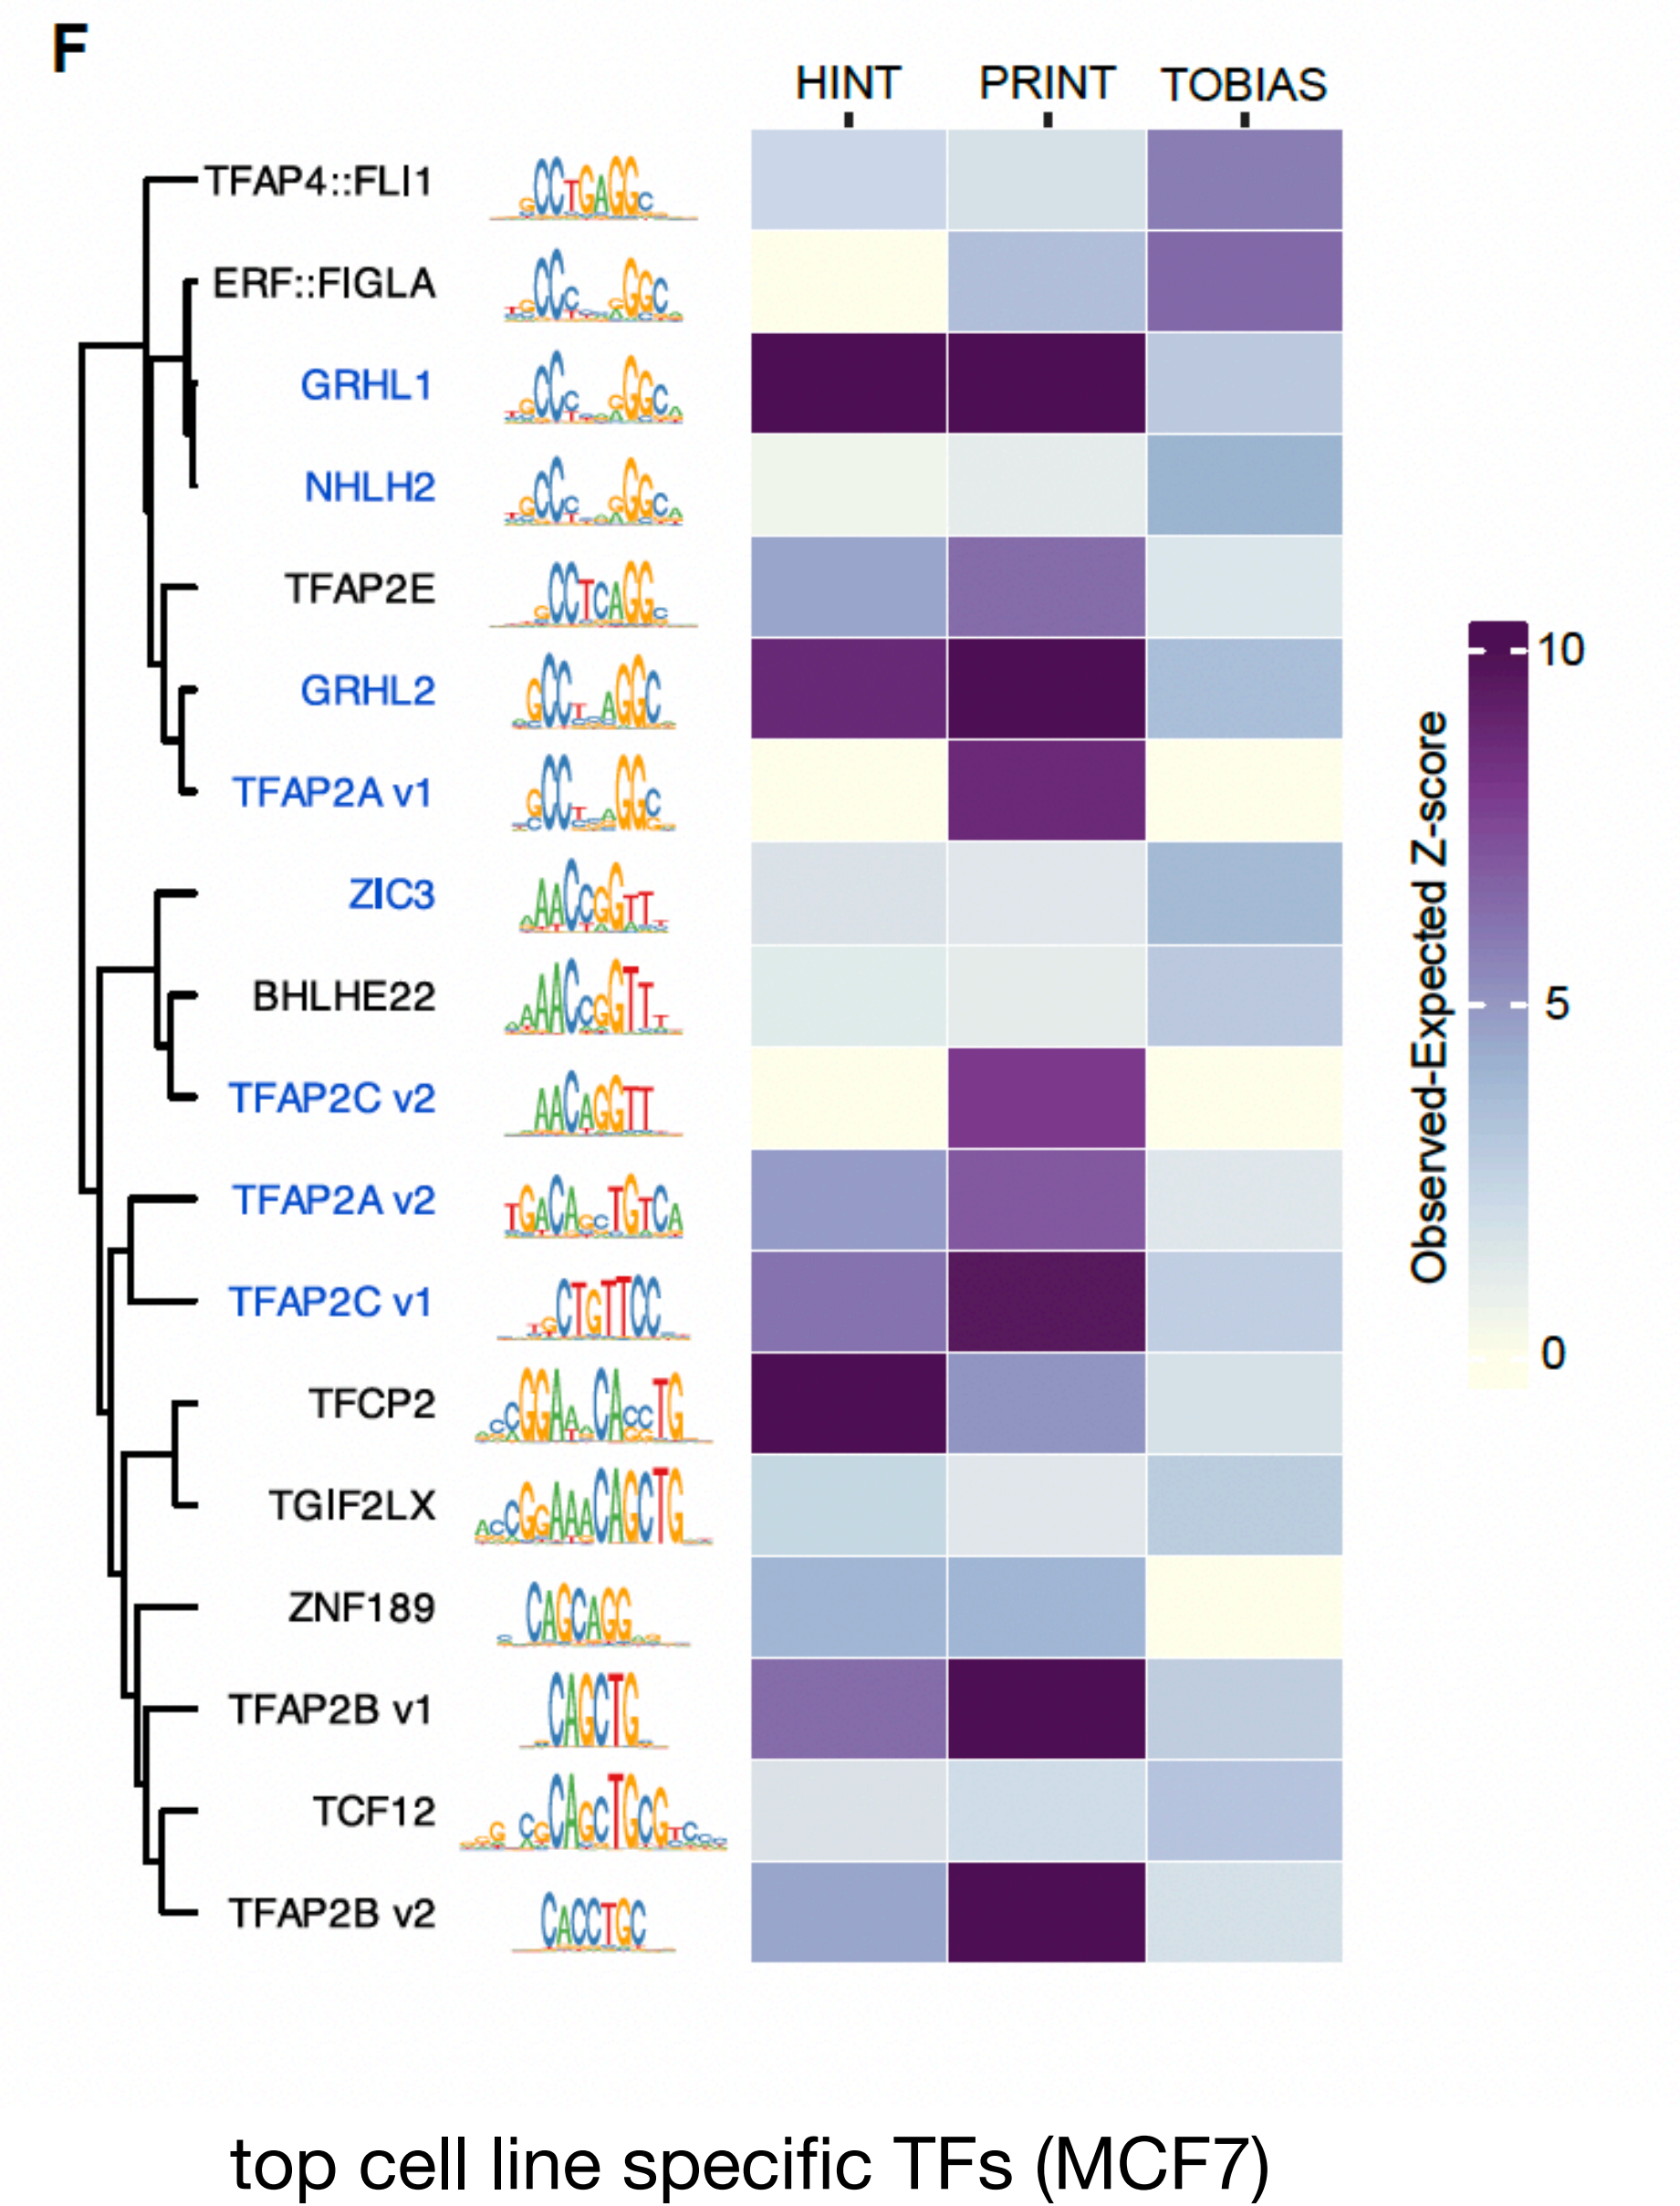 F
HINT PRINT TOBIAS
TFAP4::FLI1
ERF::FIGLA
GRHL1
NHLH2
TFAP2E
GRHL2
TFAP2A v1
ZIC3
BHLHE22
TFAP2C v2
TFAP2A v2
TFAP2C v1
TFCP2
TGIF2LX
ZNF189
TFAP2B v1
TCF12
TFAP2B v2
Observed-Expected Z-score
10
5
0
top cell line specific TFs (MCF7)